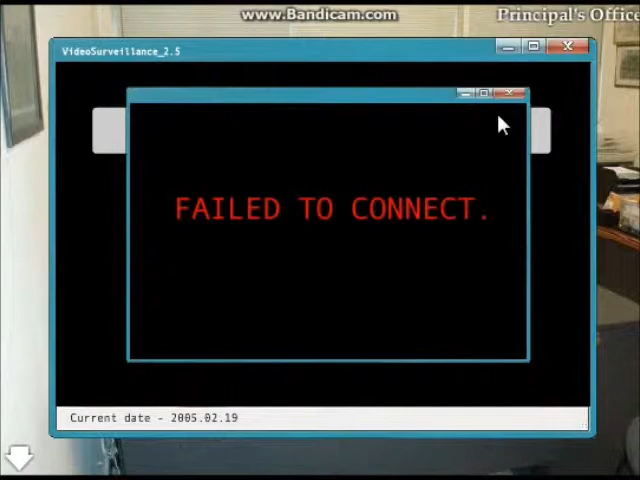 www.Bandicam.com
Principal's Office
VideoSurveillance_2.5
FAILED TO CONNECT.
Current date - 2005.02.19